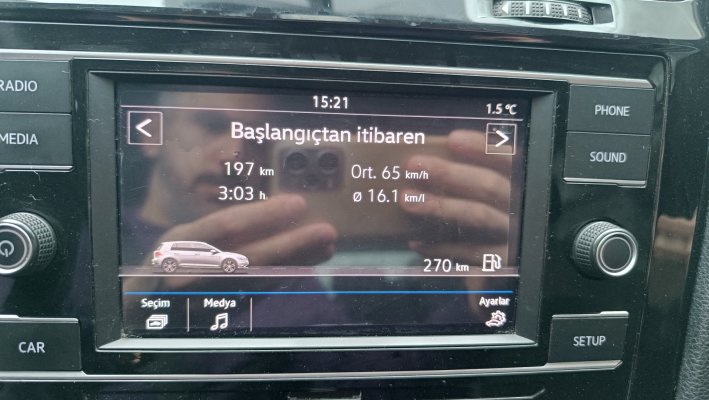 15:21
1.5 °C
RADIO
PHONE
Başlangıçtan itibaren
MEDIA
SOUND
197 km
Ort. 65 km/h
3:03 h
ø 16.1 km/l
270 km
Seçim
Medya
Ayarlar
CAR
SETUP